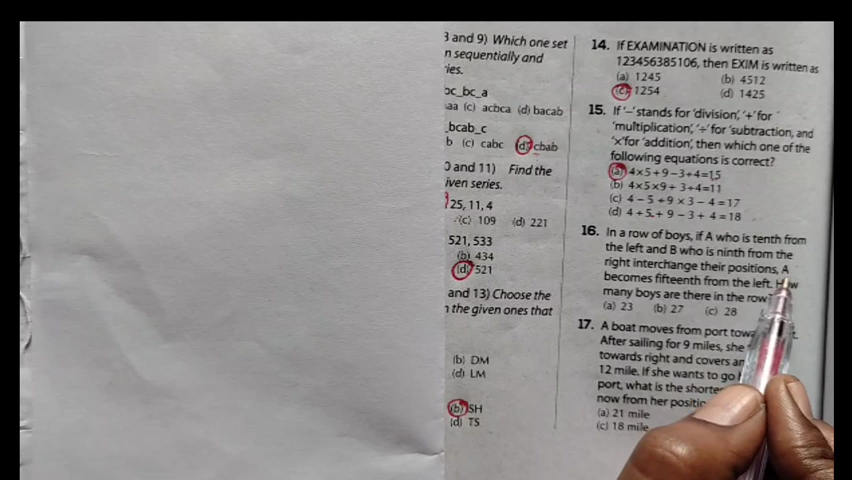 3 and 9) Which one set
n sequentially and
ies.
bc_bc_a
aa (c) acbca (d) bacab
_bcab_c
b (c) cabc (d) cbab
0 and 11) Find the
iven series.
25, 11, 4
(c) 109 (d) 221
521, 533
(b) 434
(d) 521
and 13) Choose the
n the given ones that
(b) DM
(d) LM
(b) SH
(d) TS
14. If EXAMINATION is written as
123456385106, then EXIM is written as
(a) 1245 (b) 4512
(c) 1254 (d) 1425
15. If '–' stands for 'division', '+' for
'multiplication', '÷' for 'subtraction, and
'×' for 'addition', then which one of the
following equations is correct?
(a) 4×5+9–3÷4=15
(b) 4×5×9÷3÷4=11
(c) 4 – 5 ÷ 9 × 3 – 4 = 17
(d) 4 ÷ 5 + 9 – 3 + 4 = 18
16. In a row of boys, if A who is tenth from
the left and B who is ninth from the
right interchange their positions, A
becomes fifteenth from the left. How
many boys are there in the row
(a) 23 (b) 27 (c) 28
17. A boat moves from port
After sailing for 9 miles, she
towards right and covers
12 mile. If she wants to go
port, what is the
now from her
(a) 21 mile
(c) 18 mile